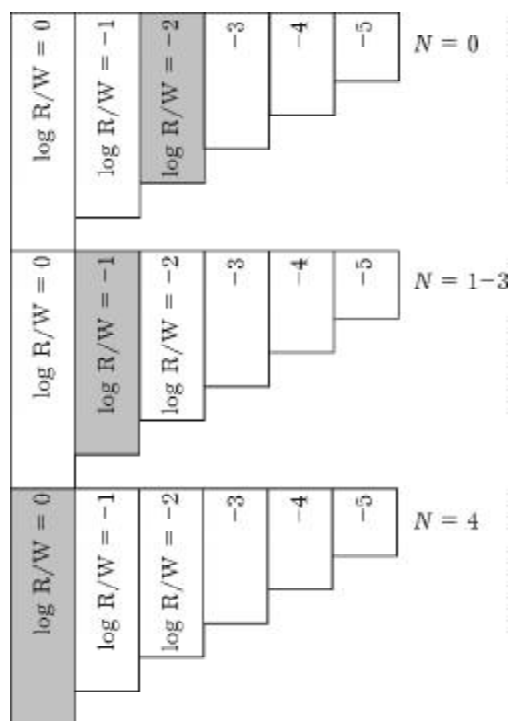 log R/W = 0
log R/W = −1
log R/W = −2
−3
−4
−5
N = 0
log R/W = 0
log R/W = −1
log R/W = −2
−3
−4
−5
N = 1−3
log R/W = 0
log R/W = −1
log R/W = −2
−3
−4
−5
N = 4